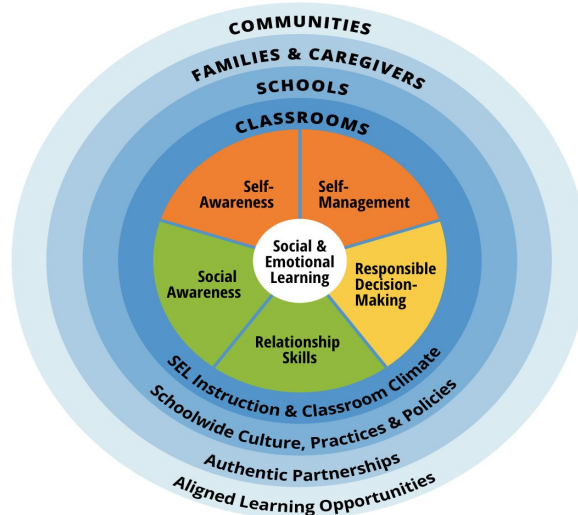 COMMUNITIES
FAMILIES & CAREGIVERS
SCHOOLS
CLASSROOMS
Self-
Awareness
Self-
Management
Social &
Emotional
Learning
Social
Awareness
Responsible
Decision-
Making
Relationship
Skills
SEL Instruction & Classroom Climate
Schoolwide Culture, Practices & Policies
Authentic Partnerships
Aligned Learning Opportunities